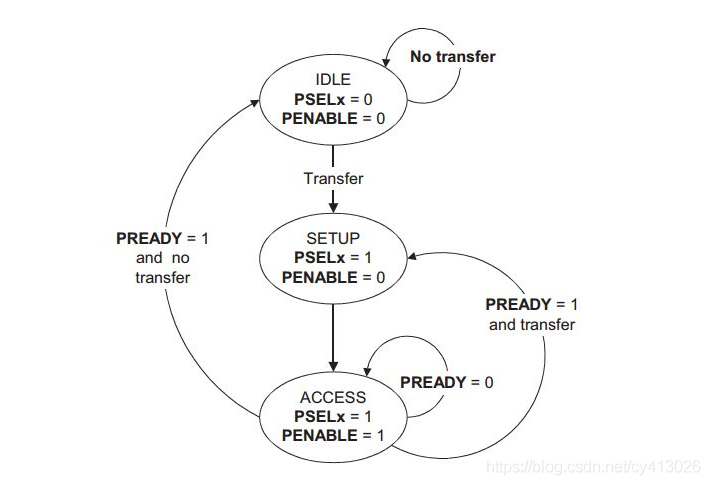 No transfer
IDLE
PSELx = 0
PENABLE = 0
Transfer
PREADY = 1
and no
transfer
SETUP
PSELx = 1
PENABLE = 0
PREADY = 1
and transfer
PREADY = 0
ACCESS
PSELx = 1
PENABLE = 1
https://blog.csdn.net/cy413026